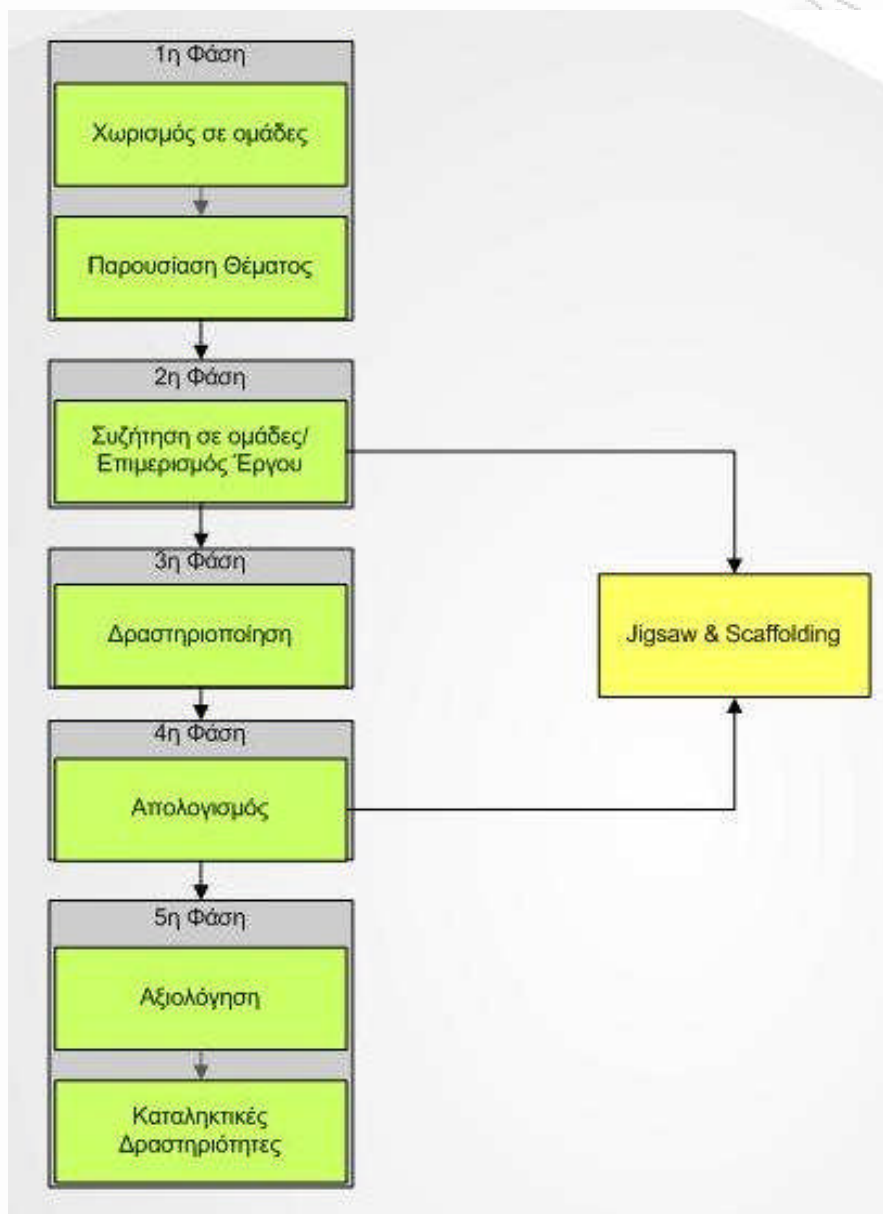 1η Φάση
Χωρισμός σε ομάδες
Παρουσίαση Θέματος
2η Φάση
Συζήτηση σε ομάδες/
Επιμερισμός Έργου
3η Φάση
Δραστηριοποίηση
Jigsaw & Scaffolding
4η Φάση
Απολογισμός
5η Φάση
Αξιολόγηση
Καταληκτικές
Δραστηριότητες